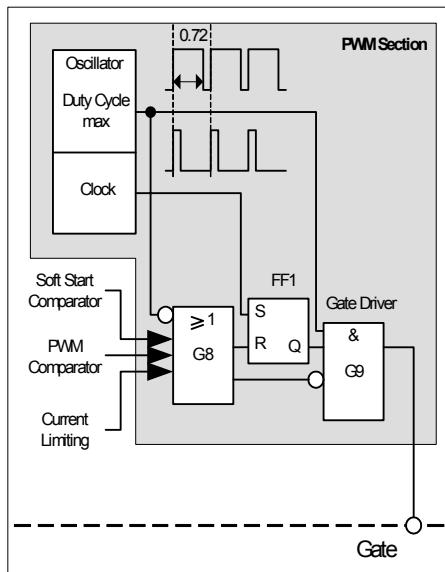 0.72
PWM Section
Oscillator
Duty Cycle
max
Clock
Soft Start
Comparator
FF1
Gate Driver
S
R
Q
⩾1
G8
&
G9
PWM
Comparator
Current
Limiting
Gate